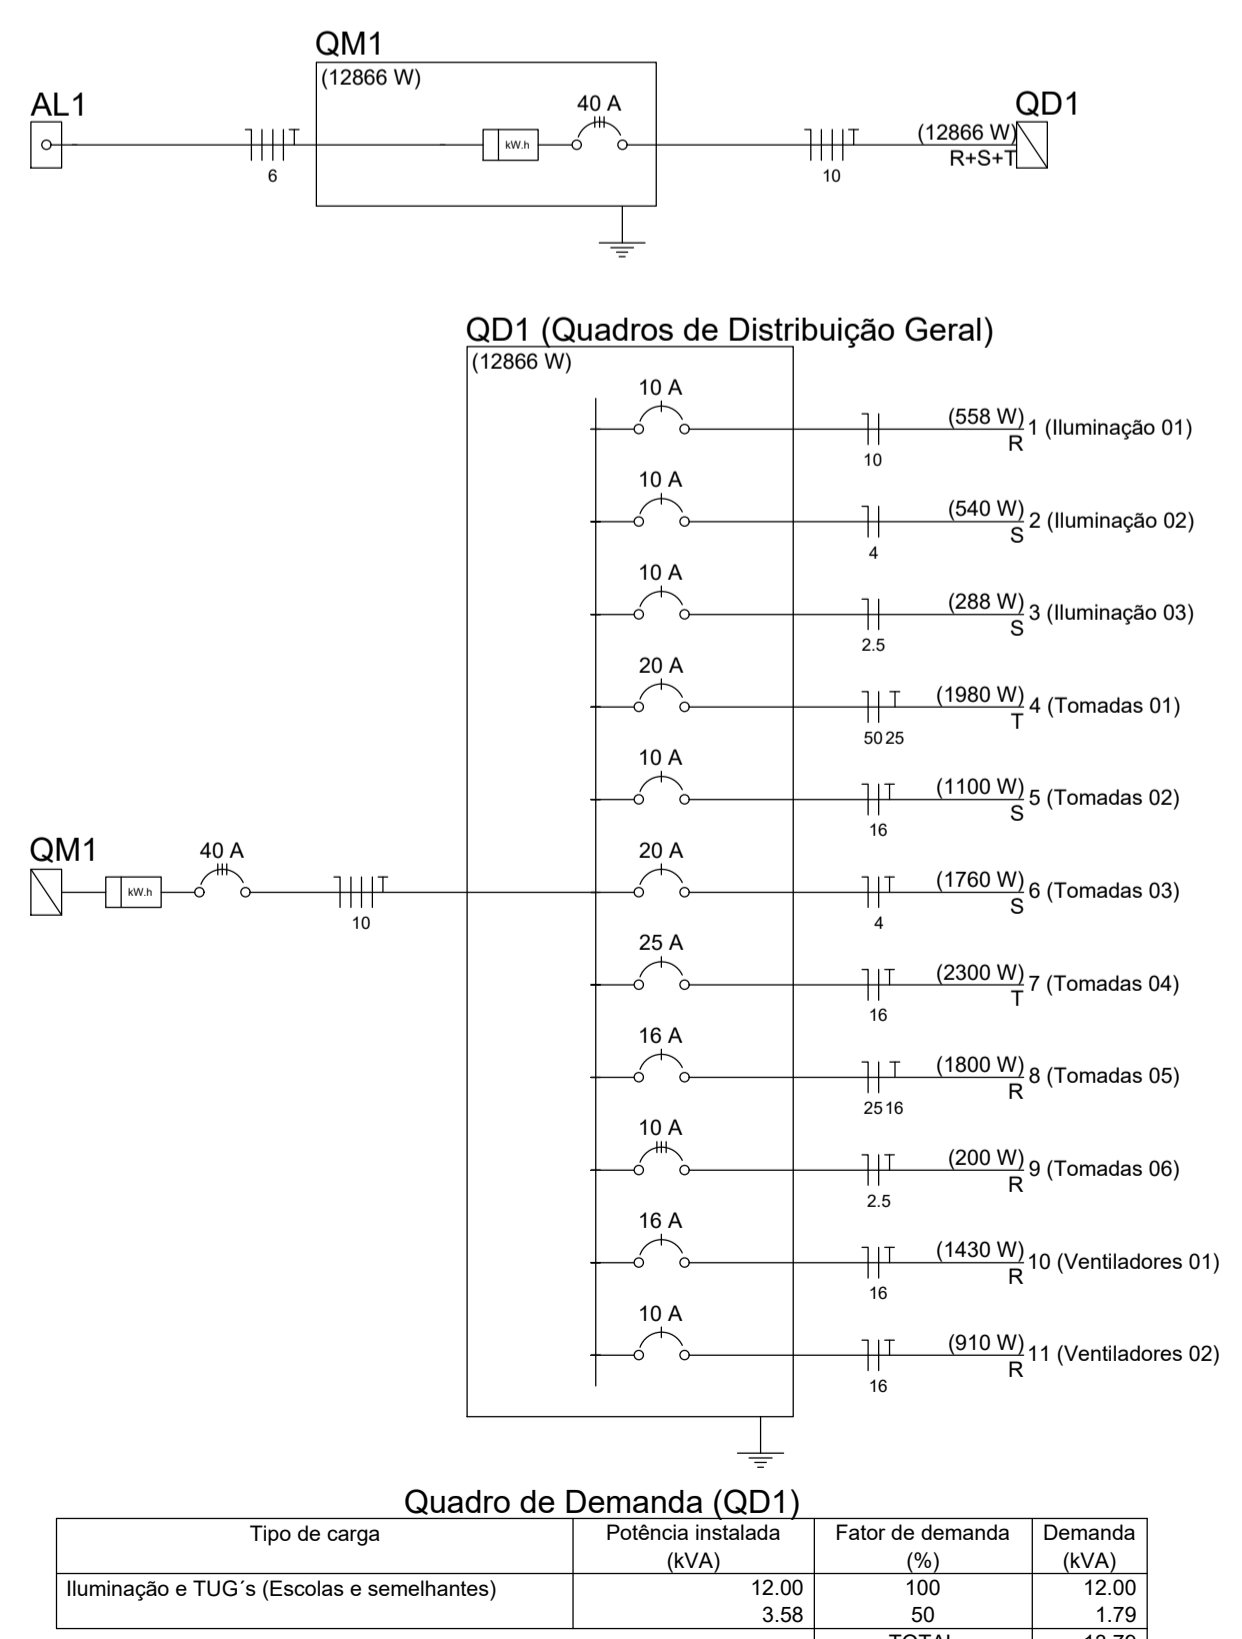 QM1
(12866 W)
AL1
40 A
QD1
kW.h
(12866 W)
R+S+T
6
10
QD1 (Quadros de Distribuição Geral)
(12866 W)
10 A
(558 W)
1 (Iluminação 01)
R
10
10 A
(540 W)
2 (Iluminação 02)
S
4
10 A
(288 W)
3 (Iluminação 03)
S
2.5
20 A
(1980 W)
4 (Tomadas 01)
T
50 25
10 A
(1100 W)
5 (Tomadas 02)
S
16
QM1
40 A
kW.h
10
20 A
(1760 W)
6 (Tomadas 03)
S
4
25 A
(2300 W)
7 (Tomadas 04)
T
16
16 A
(1800 W)
8 (Tomadas 05)
R
25 16
10 A
(200 W)
9 (Tomadas 06)
R
2.5
16 A
(1430 W)
10 (Ventiladores 01)
R
16
10 A
(910 W)
11 (Ventiladores 02)
R
16
Quadro de Demanda (QD1)
Tipo de carga Potência instalada Fator de demanda Demanda
(kVA) (%) (kVA)
Iluminação e TUG´s (Escolas e semelhantes) 12.00 100 12.00
3.58 50 1.79
TOTAL 13.79